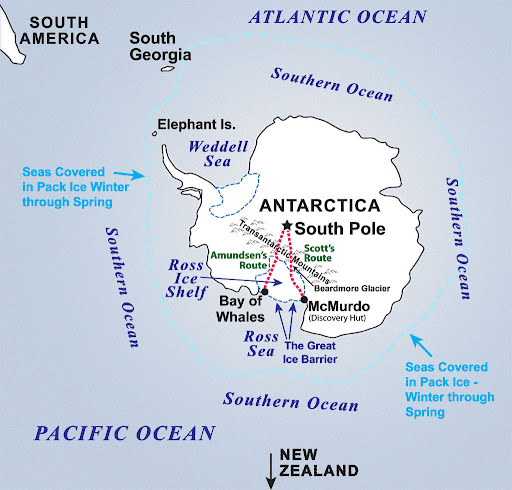 ATLANTIC OCEAN
SOUTH
AMERICA
South
Georgia
Southern Ocean
Elephant Is.
Weddell
Sea
Seas Covered
in Pack Ice Winter
through Spring
ANTARCTICA
South Pole
Southern Ocean
Southern Ocean
Transantarctic Mountains
Amundsen's
Route
Scott's
Route
Ross
Ice
Shelf
Beardmore Glacier
Bay of
Whales
McMurdo
(Discovery Hut)
Ross
Sea
The Great
Ice Barrier
Seas Covered
in Pack Ice -
Winter through
Spring
Southern Ocean
PACIFIC OCEAN
NEW
ZEALAND